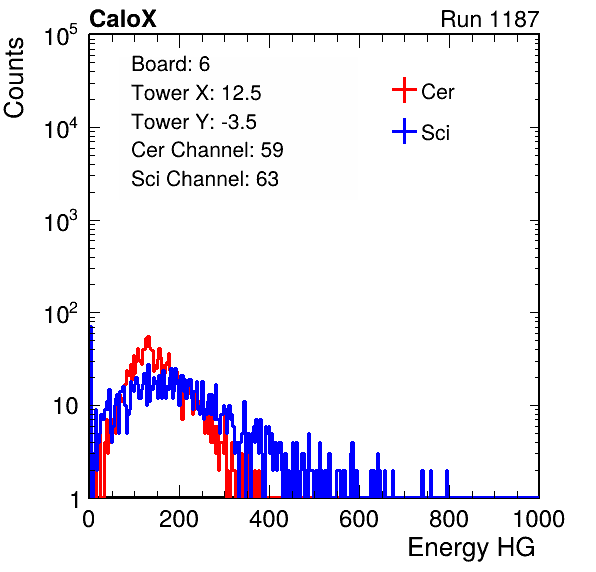 CaloX Run 1187
Board: 6
Tower X: 12.5
Tower Y: -3.5
Cer Channel: 59
Sci Channel: 63
Cer
Sci
Counts
10^5
10^4
10^3
10^2
10
1
0 200 400 600 800 1000
Energy HG